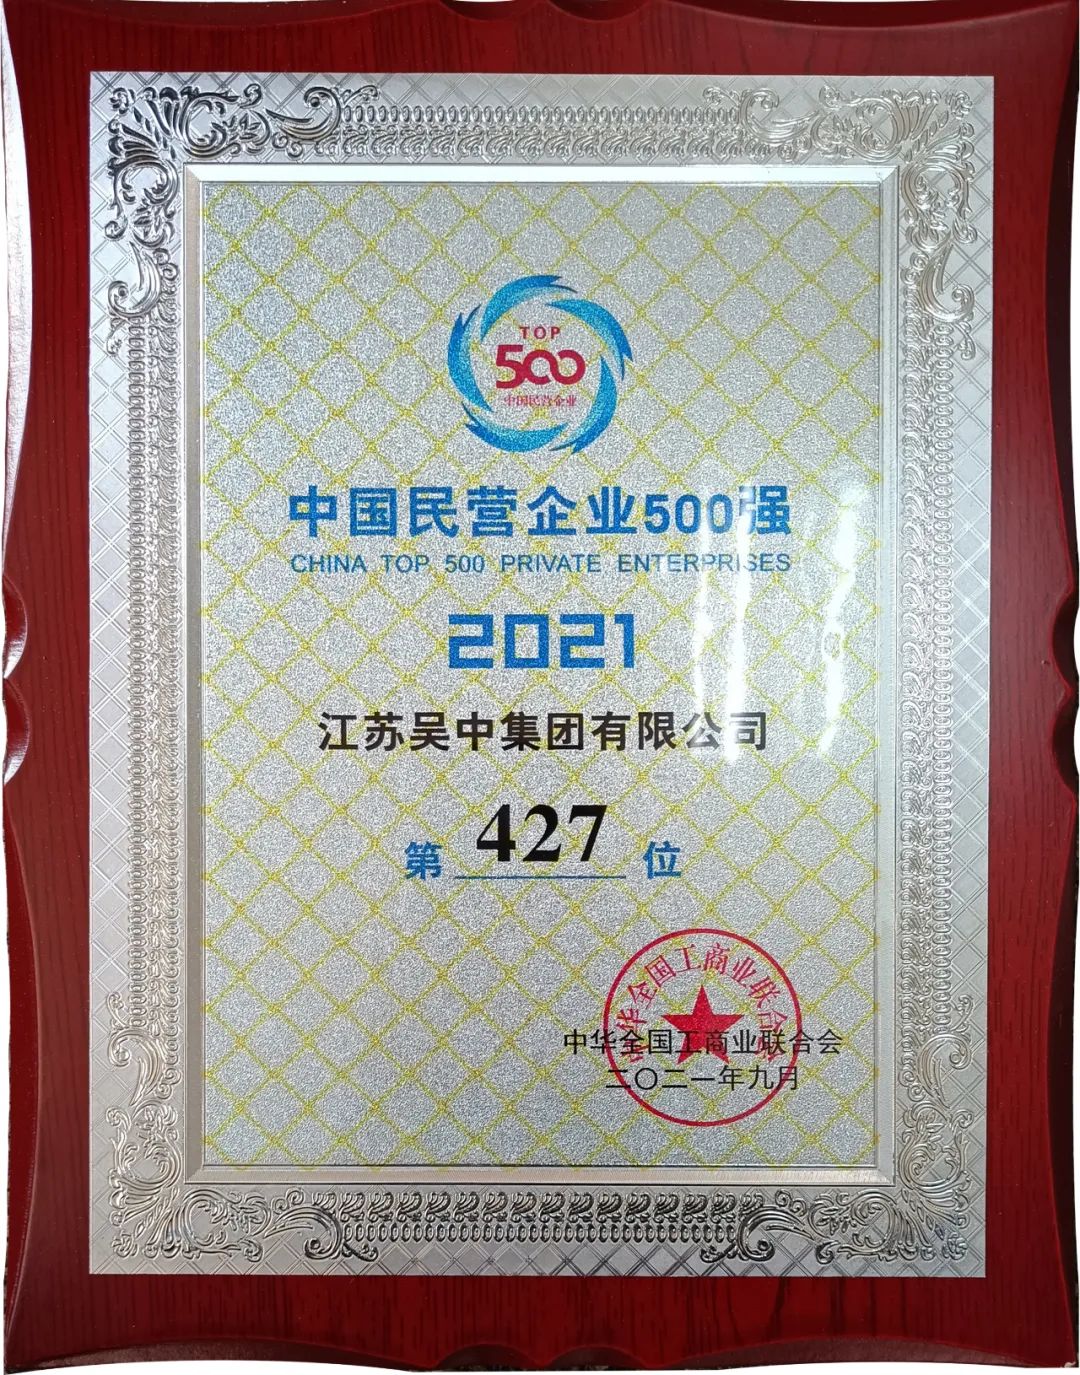 TOP
500
中国民营企业
中国民营企业500强
CHINA TOP 500 PRIVATE ENTERPRISES
2021
江苏吴中集团有限公司
第 427 位
中华全国工商业联合会
中华全国工商业联合会
二〇二一年九月